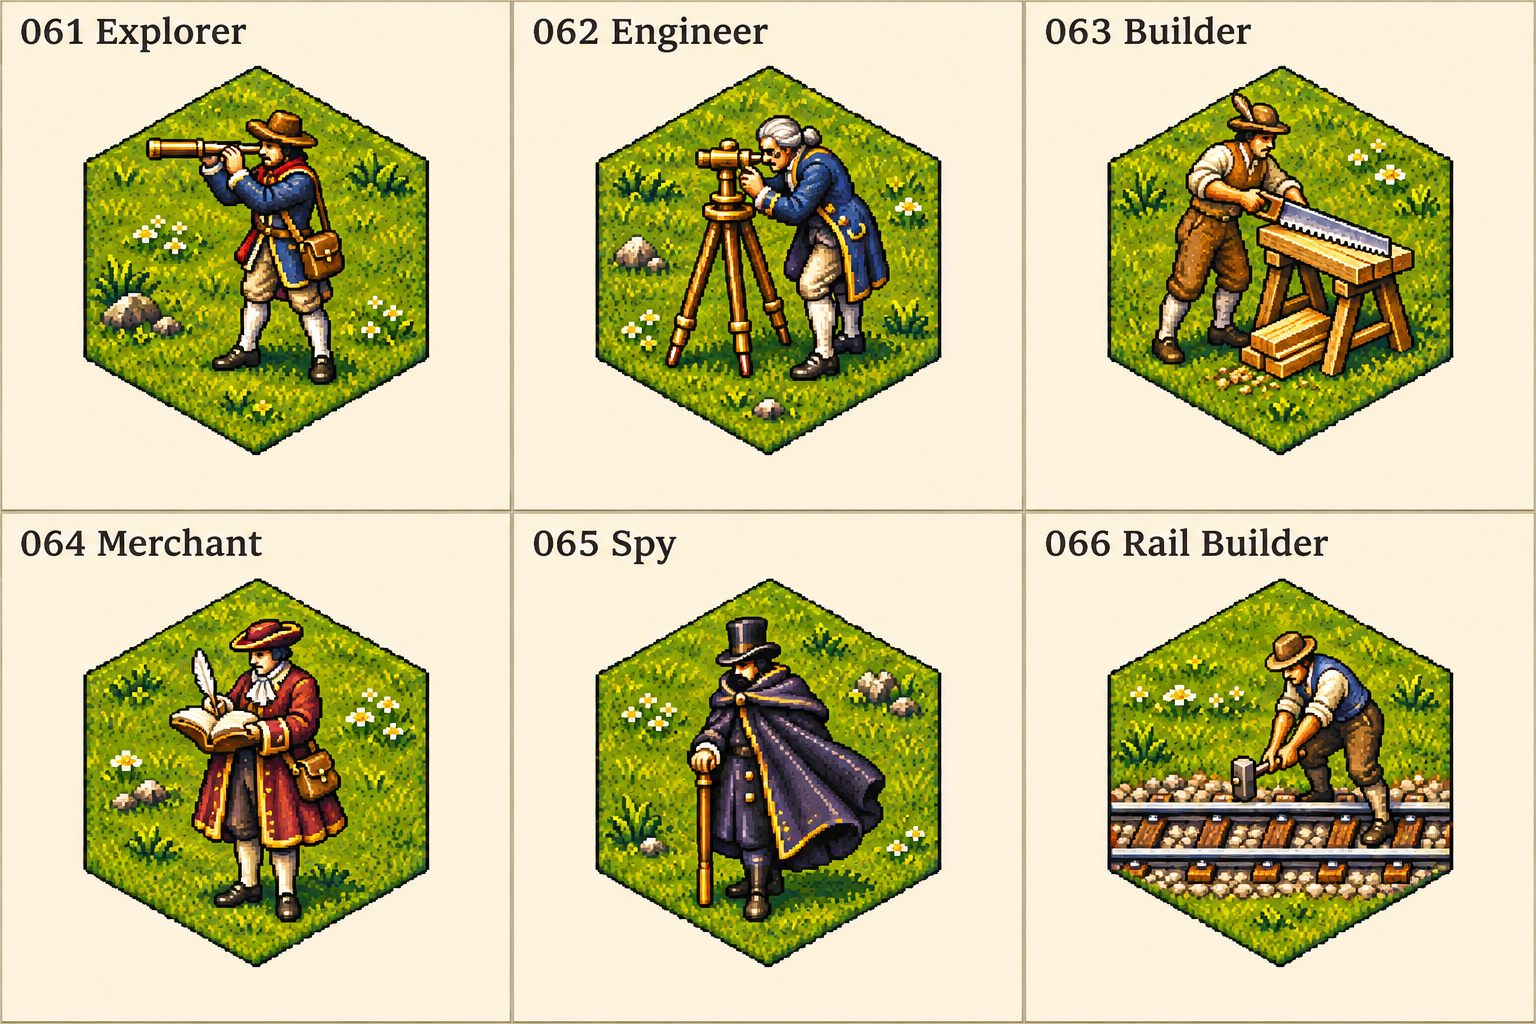 061 Explorer
062 Engineer
063 Builder
064 Merchant
065 Spy
066 Rail Builder